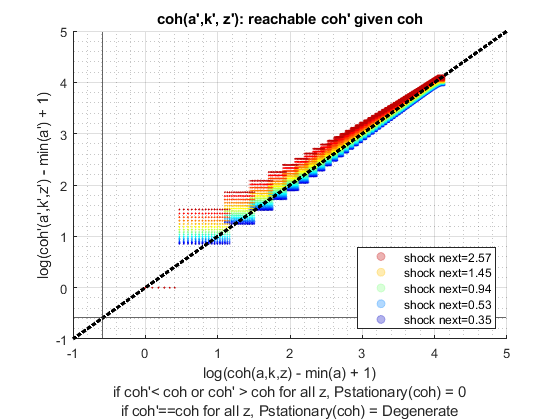 coh(a',k', z'): reachable coh' given coh
5
4
3
2
1
0
-1
log(coh'(a',k',z') - min(a') + 1)
shock next=2.57
shock next=1.45
shock next=0.94
shock next=0.53
shock next=0.35
-1 0 1 2 3 4 5
log(coh(a,k,z) - min(a) + 1)
if coh'< coh or coh' > coh for all z, Pstationary(coh) = 0
if coh'==coh for all z, Pstationary(coh) = Degenerate